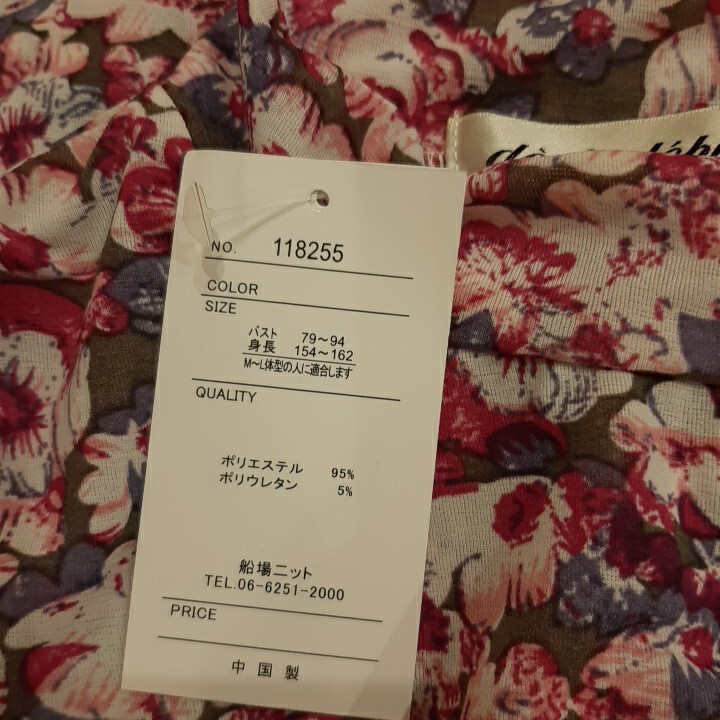 NO. 118255
COLOR
SIZE
バスト 79～94
身長 154～162
M～L体型の人に適合します
QUALITY
ポリエステル 95%
ポリウレタン 5%
船場ニット
TEL.06-6251-2000
PRICE
中国製